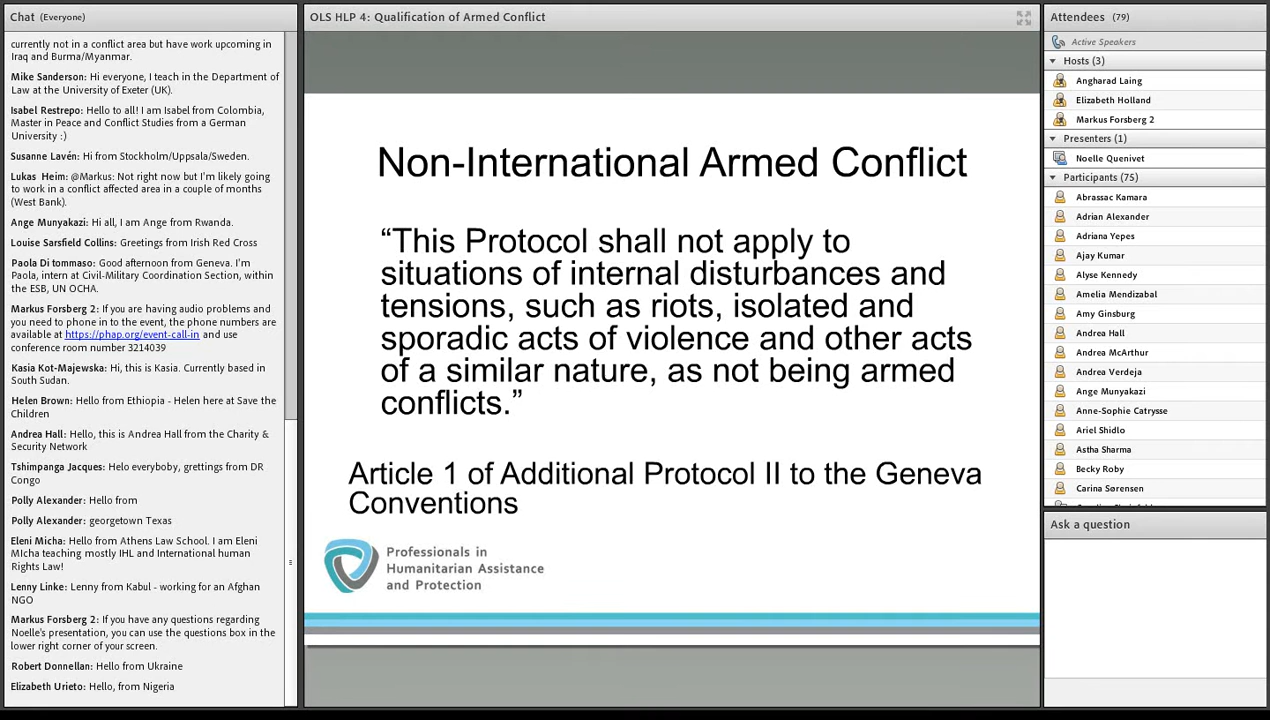 Chat (Everyone)
currently not in a conflict area but have work upcoming in
Iraq and Burma/Myanmar.
Mike Sanderson: Hi everyone, I teach in the Department of
Law at the University of Exeter (UK).
Isabel Restrepo: Hello to all! I am Isabel from Colombia,
Master in Peace and Conflict Studies from a German
University :)
Susanne Lavén: Hi from Stockholm/Uppsala/Sweden.
Lukas Heim: @Markus: Not right now but I'm likely going
to work in a conflict affected area in a couple of months
(West Bank).
Ange Munyakazi: Hi all, I am Ange from Rwanda.
Louise Sarsfield Collins: Greetings from Irish Red Cross
Paola Di tommaso: Good afternoon from Geneva. I'm
Paola, intern at Civil-Military Coordination Section, within
the ESB, UN OCHA.
Markus Forsberg 2: If you are having audio problems and
you need to phone in to the event, the phone numbers are
available at https://phap.org/event-call-in and use
conference room number 3214039
Kasia Kot-Majewska: Hi, this is Kasia. Currently based in
South Sudan.
Helen Brown: Hello from Ethiopia - Helen here at Save the
Children
Andrea Hall: Hello, this is Andrea Hall from the Charity &
Security Network
Tshimpanga Jacques: Helo everyboby, grettings from DR
Congo
Polly Alexander: Hello from
Polly Alexander: georgetown Texas
Eleni Micha: Hello from Athens Law School. I am Eleni
MIcha teaching mostly IHL and International human
Rights Law!
Lenny Linke: Lenny from Kabul - working for an Afghan
NGO
Markus Forsberg 2: If you have any questions regarding
Noelle's presentation, you can use the questions box in the
lower right corner of your screen.
Robert Donnellan: Hello from Ukraine
Elizabeth Urieto: Hello, from Nigeria
OLS HLP 4: Qualification of Armed Conflict
Non-International Armed Conflict
“This Protocol shall not apply to
situations of internal disturbances and
tensions, such as riots, isolated and
sporadic acts of violence and other acts
of a similar nature, as not being armed
conflicts.”
Article 1 of Additional Protocol II to the Geneva
Conventions
Professionals in
Humanitarian Assistance
and Protection
Attendees (79)
Active Speakers
Hosts (3)
Angharad Laing
Elizabeth Holland
Markus Forsberg 2
Presenters (1)
Noelle Quenivet
Participants (75)
Abrassac Kamara
Adrian Alexander
Adriana Yepes
Ajay Kumar
Alyse Kennedy
Amelia Mendizabal
Amy Ginsburg
Andrea Hall
Andrea McArthur
Andrea Verdeja
Ange Munyakazi
Anne-Sophie Catrysse
Ariel Shidlo
Astha Sharma
Becky Roby
Carina Sørensen
Ask a question